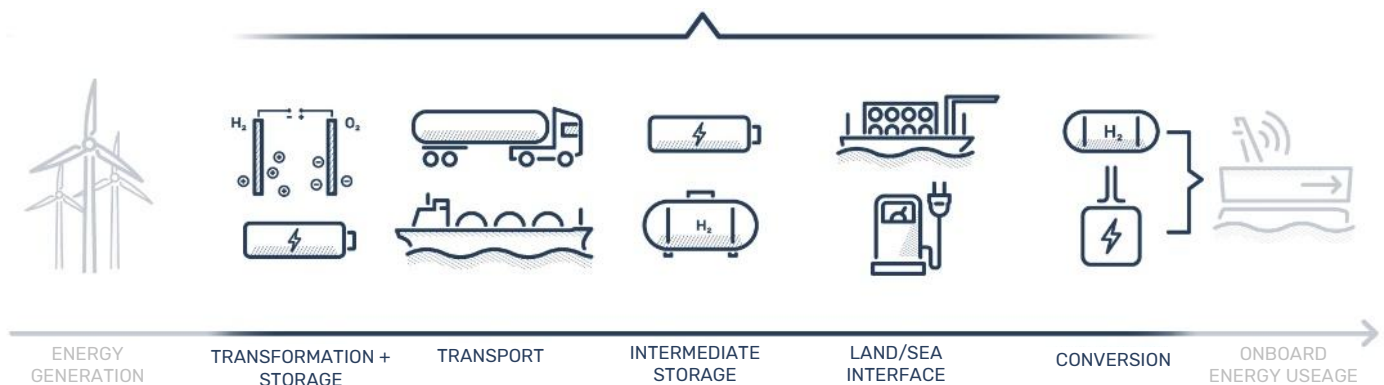 H₂
O₂
H₂
H₂
ENERGY
GENERATION
TRANSFORMATION +
STORAGE
TRANSPORT
INTERMEDIATE
STORAGE
LAND/SEA
INTERFACE
CONVERSION
ONBOARD
ENERGY USEAGE